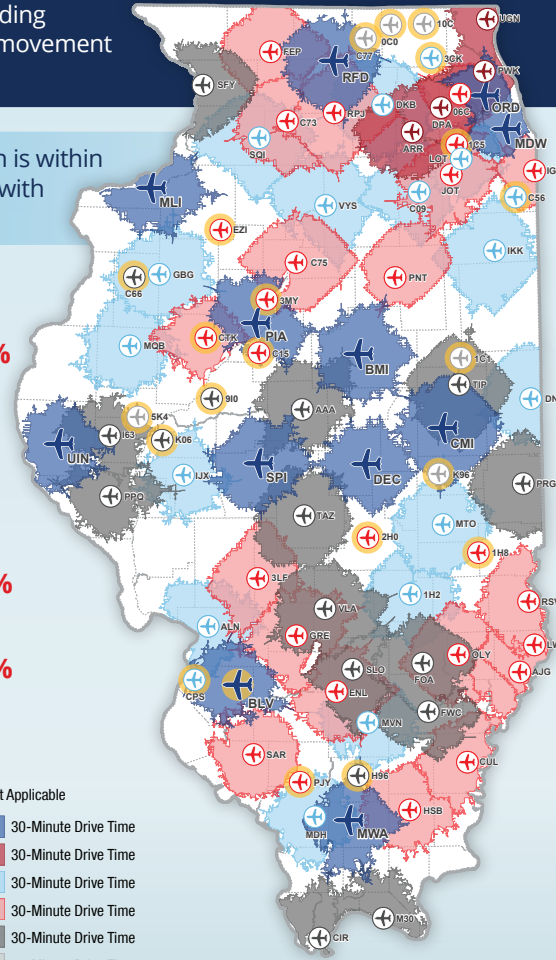 ding
movement
n is within
with
%
%
%
UGN
10C
0C0
C77
3CK
FEP
RFD
PWK
SFY
ORD
DKB
06C
DPA
RPJ
C73
MDW
ARR
SQI
1C5
LOT
IG
JOT
C56
MLI
C09
VYS
EZI
IKK
C75
GBG
C66
PNT
3MY
PIA
CTK
MQB
C15
1C1
BMI
TIP
9I0
DN
AAA
5K4
CMI
I63
K06
UIN
SPI
DEC
IJX
K96
PRG
PPQ
TAZ
MTO
2H0
1H8
3LF
1H2
VLA
RSV
ALN
GRE
LW
OLY
SLO
FOA
AJG
CPS
BLV
ENL
FWC
MVN
SAR
CUL
PJY
H96
t Applicable
HSB
30-Minute Drive Time
MDH
MWA
30-Minute Drive Time
30-Minute Drive Time
30-Minute Drive Time
M30
30-Minute Drive Time
CIR